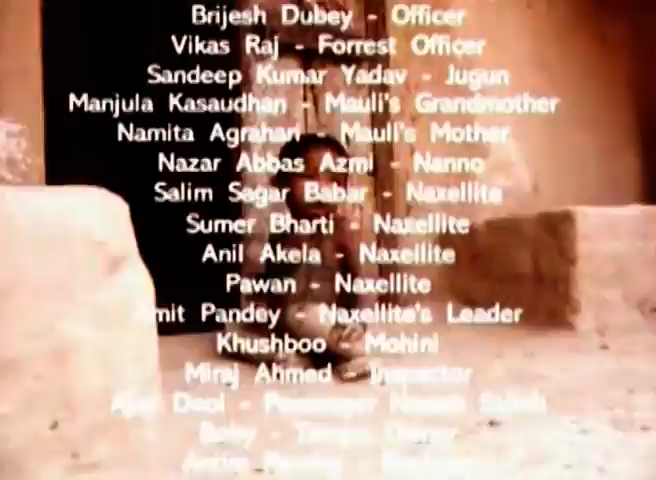 Brijesh Dubey - Officer
Vikas Raj - Forrest Officer
Sandeep Kumar Yadav - Jugun
Manjula Kasaudhan - Mauli's Grandmother
Namita Agrahari - Mauli's Mother
Nazar Abbas Azmi - Nanno
Salim Sagar Babar - Naxellite
Sumer Bharti - Naxellite
Anil Akela - Naxellite
Pawan - Naxellite
Amit Pandey - Naxellite's Leader
Khushboo - Mohini
Miraj Ahmed - Inspector